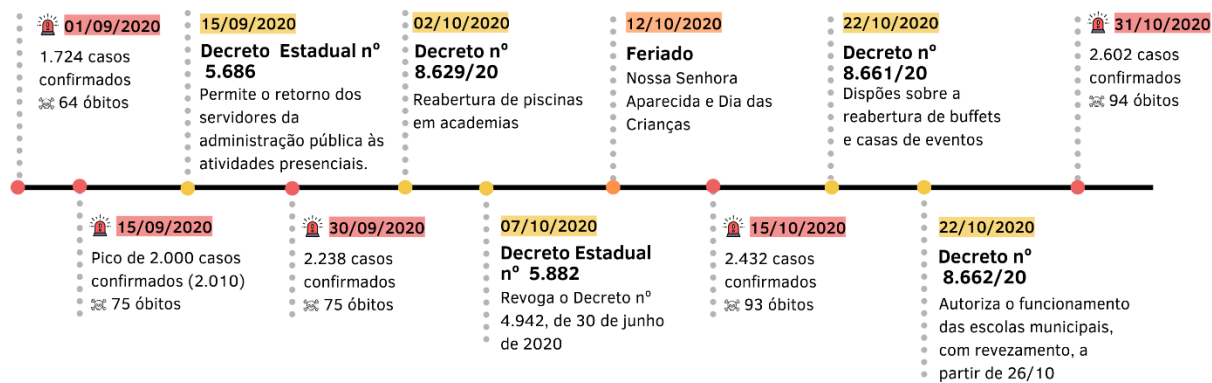 01/09/2020
1.724 casos
confirmados
64 óbitos
15/09/2020
Decreto Estadual nº
5.686
Permite o retorno dos
servidores da
administração pública às
atividades presenciais.
02/10/2020
Decreto nº
8.629/20
Reabertura de piscinas
em academias
12/10/2020
Feriado
Nossa Senhora
Aparecida e Dia das
Crianças
22/10/2020
Decreto nº
8.661/20
Dispões sobre a
reabertura de buffets
e casas de eventos
31/10/2020
2.602 casos
confirmados
94 óbitos
15/09/2020
Pico de 2.000 casos
confirmados (2.010)
75 óbitos
30/09/2020
2.238 casos
confirmados
75 óbitos
07/10/2020
Decreto Estadual
nº 5.882
Revoga o Decreto nº
4.942, de 30 de junho
de 2020
15/10/2020
2.432 casos
confirmados
93 óbitos
22/10/2020
Decreto nº
8.662/20
Autoriza o funcionamento
das escolas municipais,
com revezamento, a
partir de 26/10